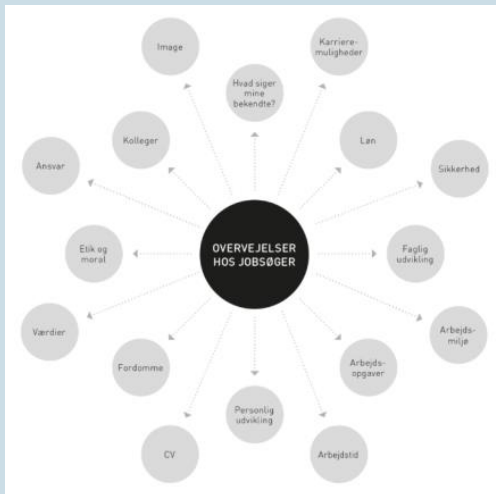 Image
Karriere-
muligheder
Hvad siger
mine
bekendte?
Kolleger
Løn
Ansvar
Sikkerhed
OVERVEJELSER
HOS JOBSØGER
Etik og
moral
Faglig
udvikling
Værdier
Arbejds-
miljø
Fordomme
Arbejds-
opgaver
Personlig
udvikling
CV
Arbejdstid